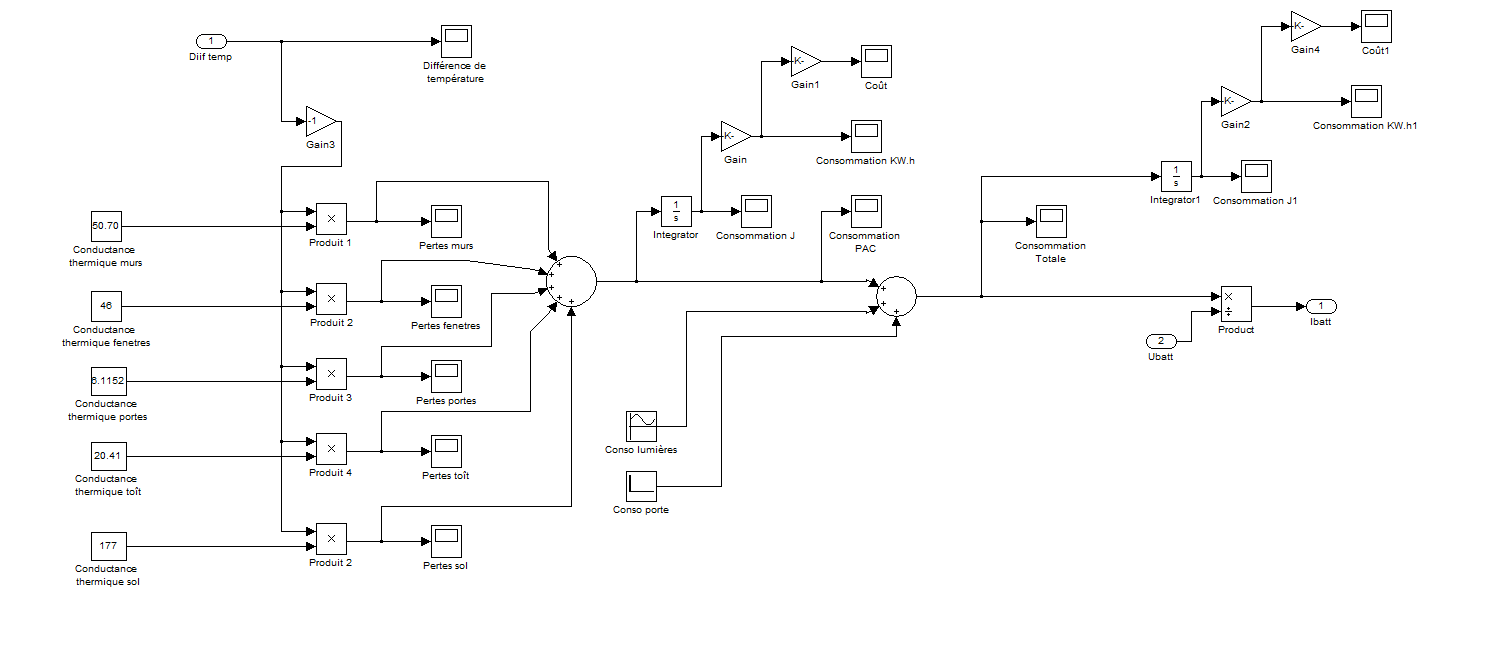 1
Diif temp
Différence de
température
-1
Gain3
50.70
Conductance
thermique murs
×
Produit 1
Pertes murs
46
Conductance
thermique fenetres
×
Produit 2
Pertes fenetres
6.1152
Conductance
thermique portes
×
Produit 3
Pertes portes
20.41
Conductance
thermique toît
×
Produit 4
Pertes toît
177
Conductance
thermique sol
×
Produit 2
Pertes sol
+
+
+
+
+
1
s
Integrator
Consommation J
-K-
Gain
Consommation KW.h
-K-
Gain1
Coût
Consommation
PAC
+
+
+
Conso lumières
Conso porte
Consommation
Totale
1
s
Integrator1
Consommation J1
-K-
Gain2
Consommation KW.h1
-K-
Gain4
Coût1
2
Ubatt
×
÷
Product
1
Ibatt